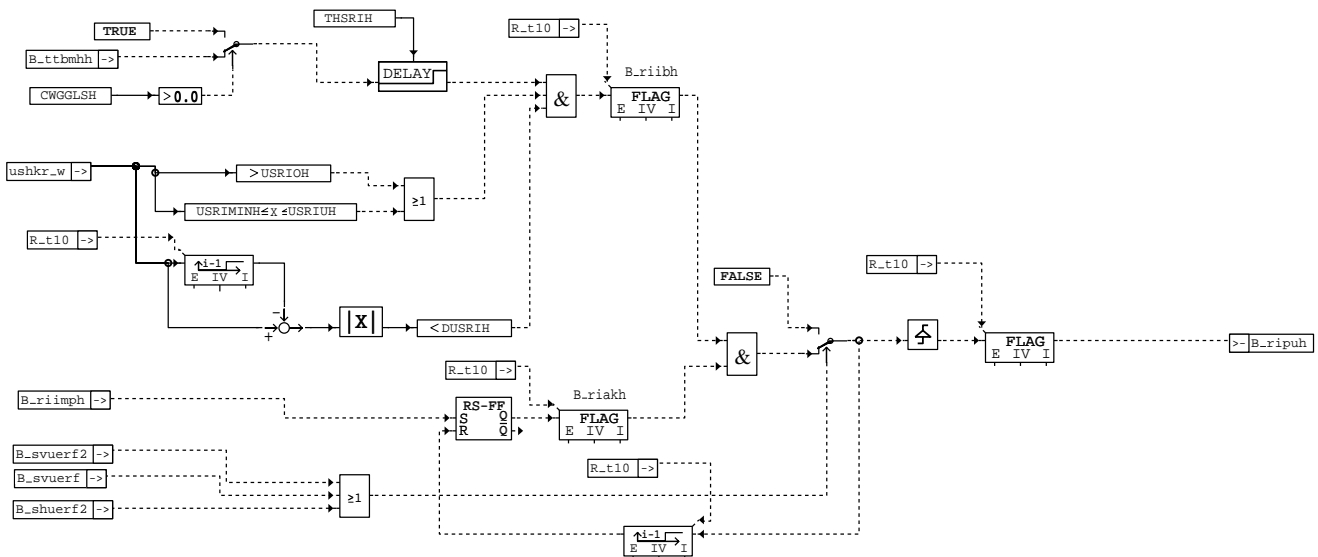 THSRIH
R_t10 ->
TRUE
B_ttbmhh ->
B_riibh
DELAY
CWGGLSH
>0.0
&
FLAG
E IV I
ushkr_w ->
>USRIOH
≥1
USRIMINH≤X≤USRIUH
R_t10 ->
i-1
E IV I
R_t10 ->
FALSE
-
+
|X|
<DUSRIH
&
FLAG
E IV I
>- B_ripuh
R_t10 ->
B_riakh
B_riimph ->
RS-FF
S Q
R Q
FLAG
E IV I
B_svuerf2 ->
R_t10 ->
B_svuerf ->
≥1
B_shuerf2 ->
i-1
E IV I